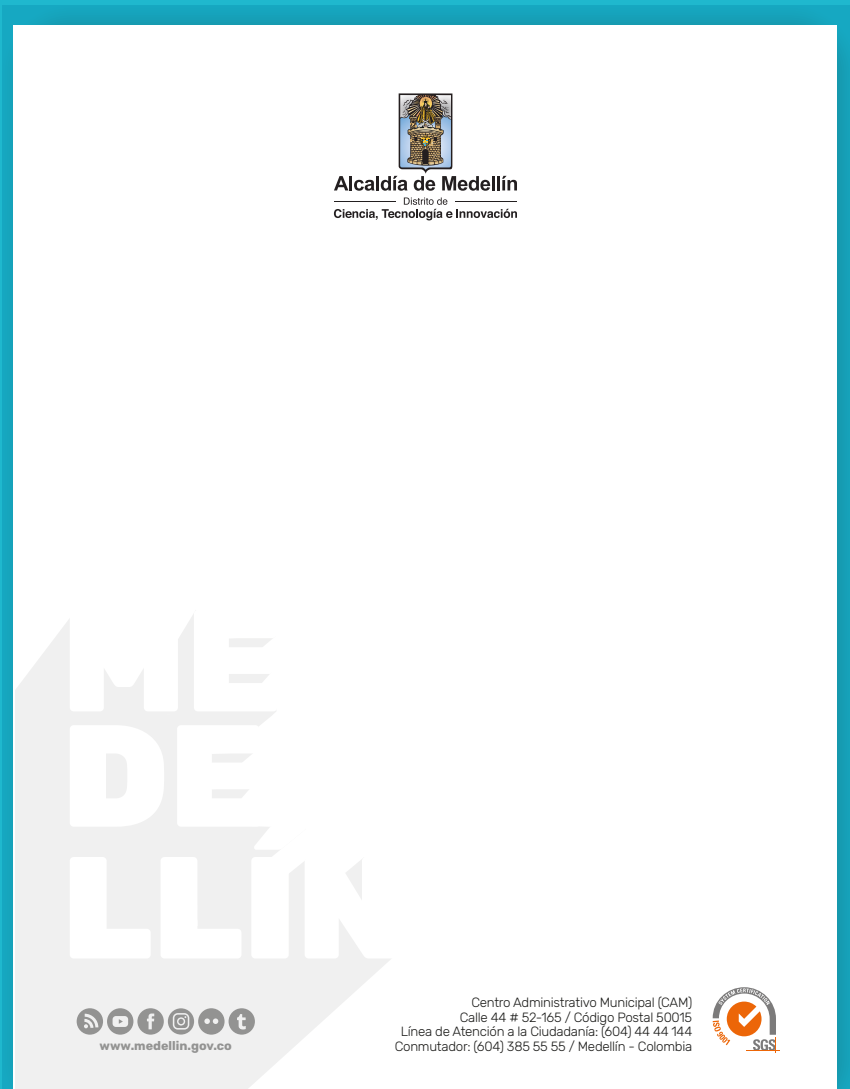 Alcaldía de Medellín
Distrito de
Ciencia, Tecnología e Innovación
ME
DE
LLÍN
www.medellin.gov.co
Centro Administrativo Municipal (CAM)
Calle 44 # 52-165 / Código Postal 50015
Línea de Atención a la Ciudadanía: (604) 44 44 144
Conmutador: (604) 385 55 55 / Medellín - Colombia
SYSTEM CERTIFICATION
ISO 9001
SGS